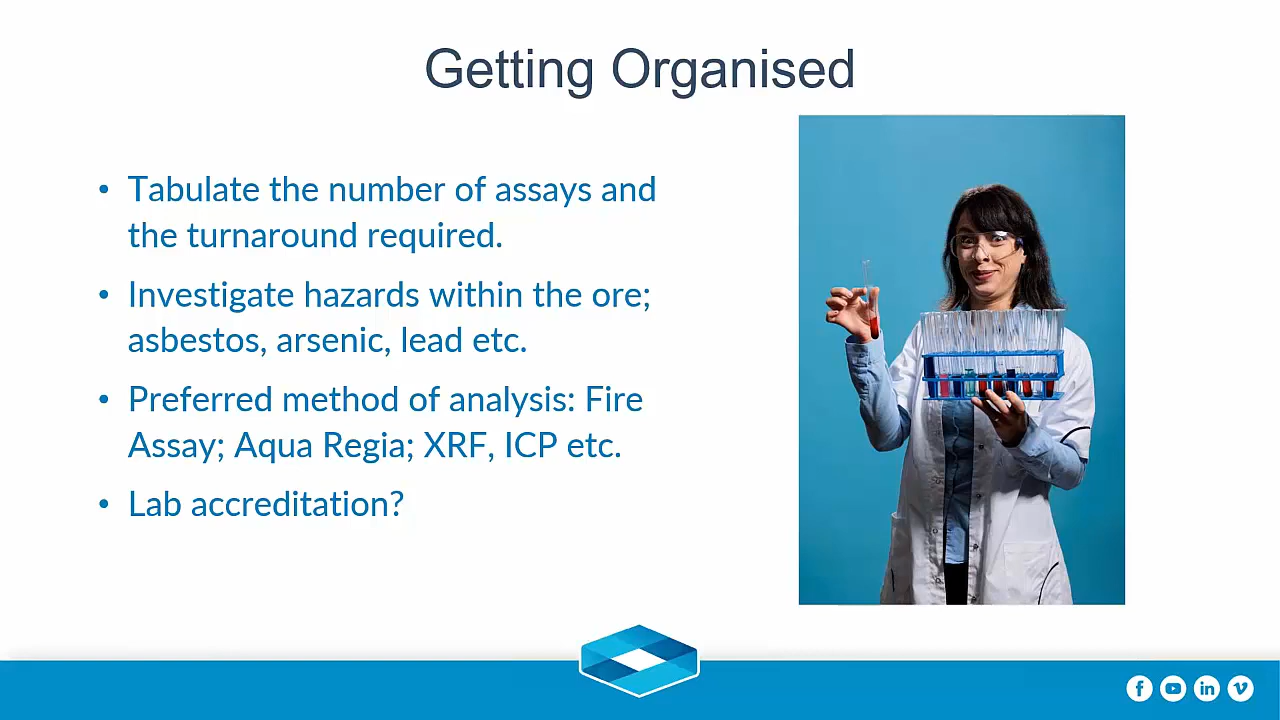 Getting Organised
• Tabulate the number of assays and
the turnaround required.
• Investigate hazards within the ore;
asbestos, arsenic, lead etc.
• Preferred method of analysis: Fire
Assay; Aqua Regia; XRF, ICP etc.
• Lab accreditation?